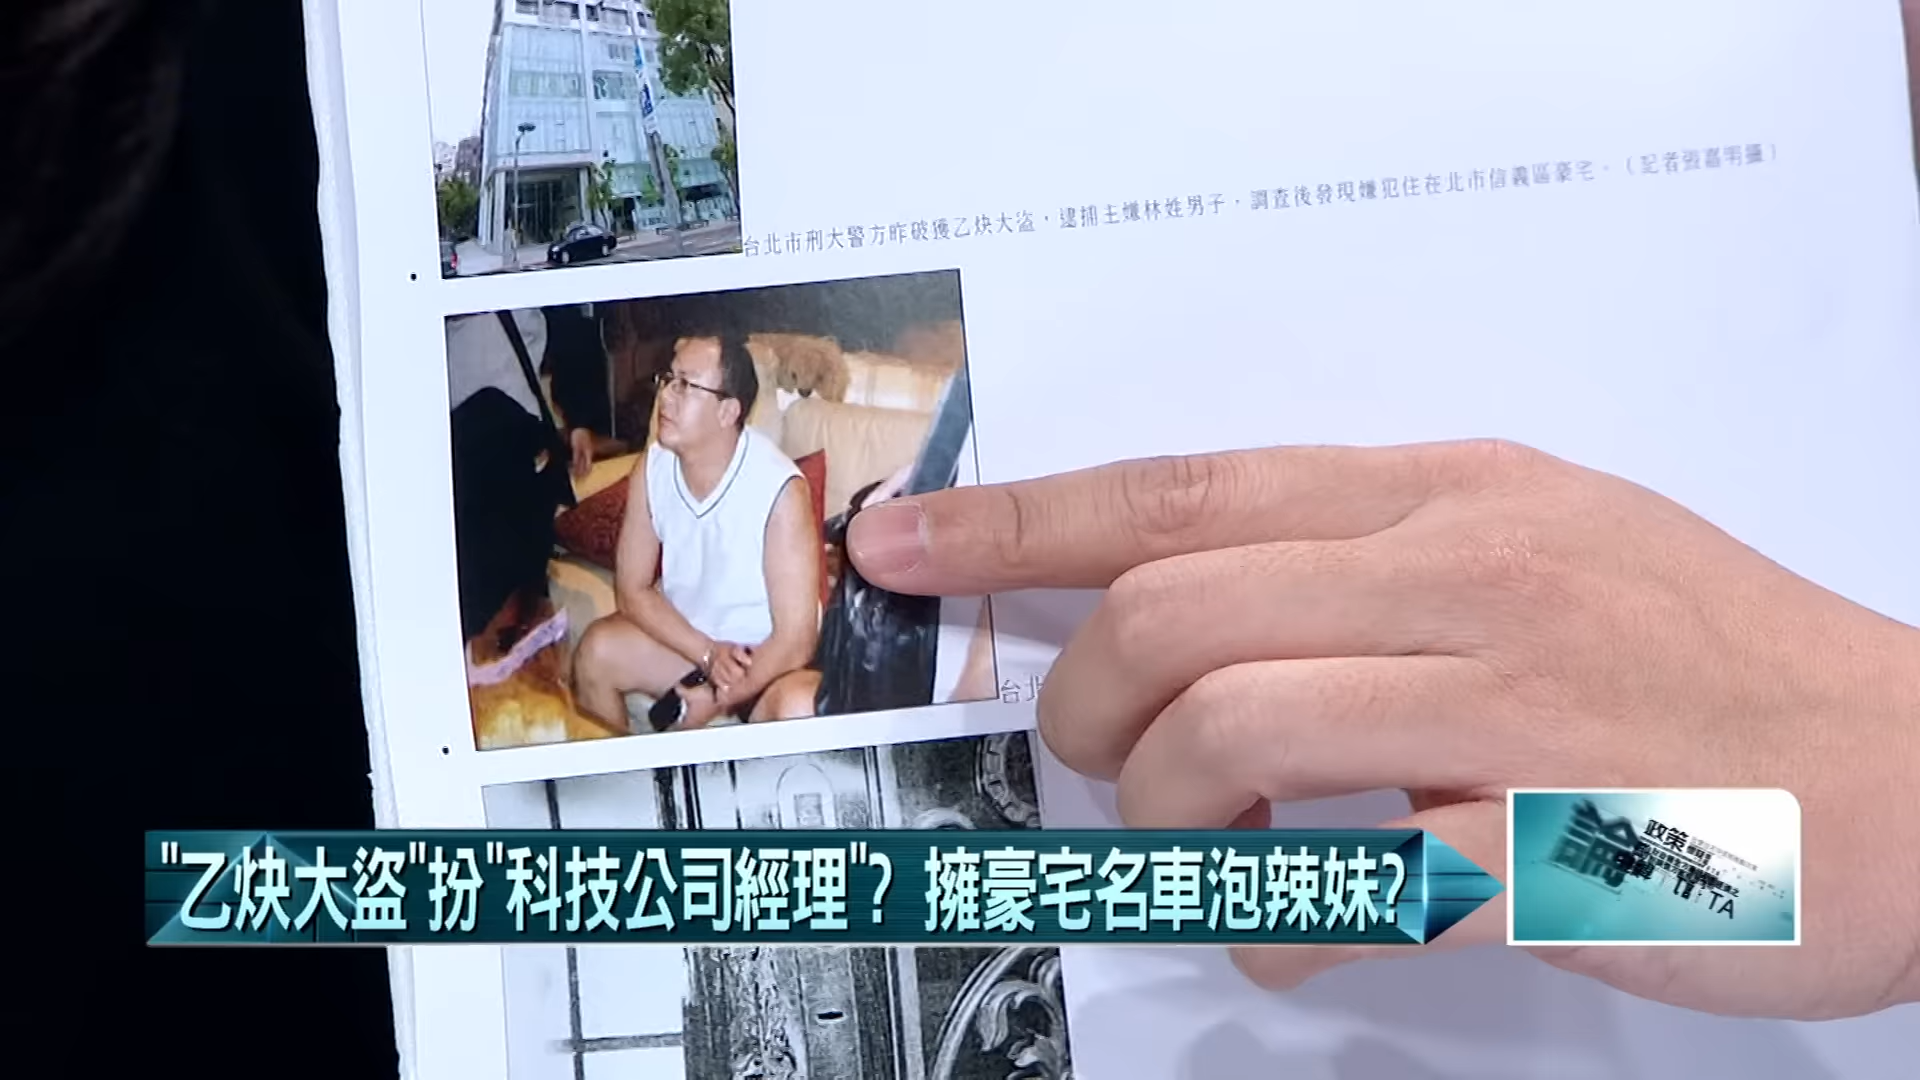 台北市刑大警方昨破獲乙炔大盜，逮捕主嫌林姓男子，調查後發現嫌犯住在北市信義區豪宅。（記者張嘉明攝）
台北
"乙炔大盜"扮"科技公司經理"? 擁豪宅名車泡辣妹?
論
政策
TA